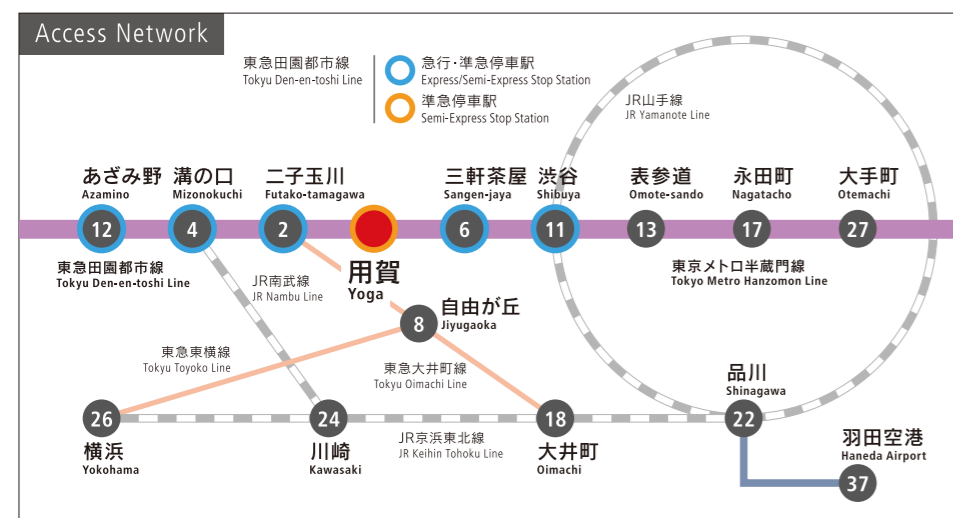 Access Network
東急田園都市線
Tokyu Den-en-toshi Line
急行・準急停車駅
Express/Semi-Express Stop Station
準急停車駅
Semi-Express Stop Station
JR山手線
JR Yamanote Line
あざみ野
Azamino
溝の口
Mizonokuchi
二子玉川
Futako-tamagawa
三軒茶屋
Sangen-jaya
渋谷
Shibuya
表参道
Omote-sando
永田町
Nagatacho
大手町
Otemachi
12
4
2
6
11
13
17
27
東急田園都市線
Tokyu Den-en-toshi Line
JR南武線
JR Nambu Line
用賀
Yoga
東京メトロ半蔵門線
Tokyo Metro Hanzomon Line
8
自由が丘
Jiyugaoka
東急東横線
Tokyu Toyoko Line
東急大井町線
Tokyu Oimachi Line
品川
Shinagawa
26
24
18
22
横浜
Yokohama
川崎
Kawasaki
JR京浜東北線
JR Keihin Tohoku Line
大井町
Oimachi
羽田空港
Haneda Airport
37